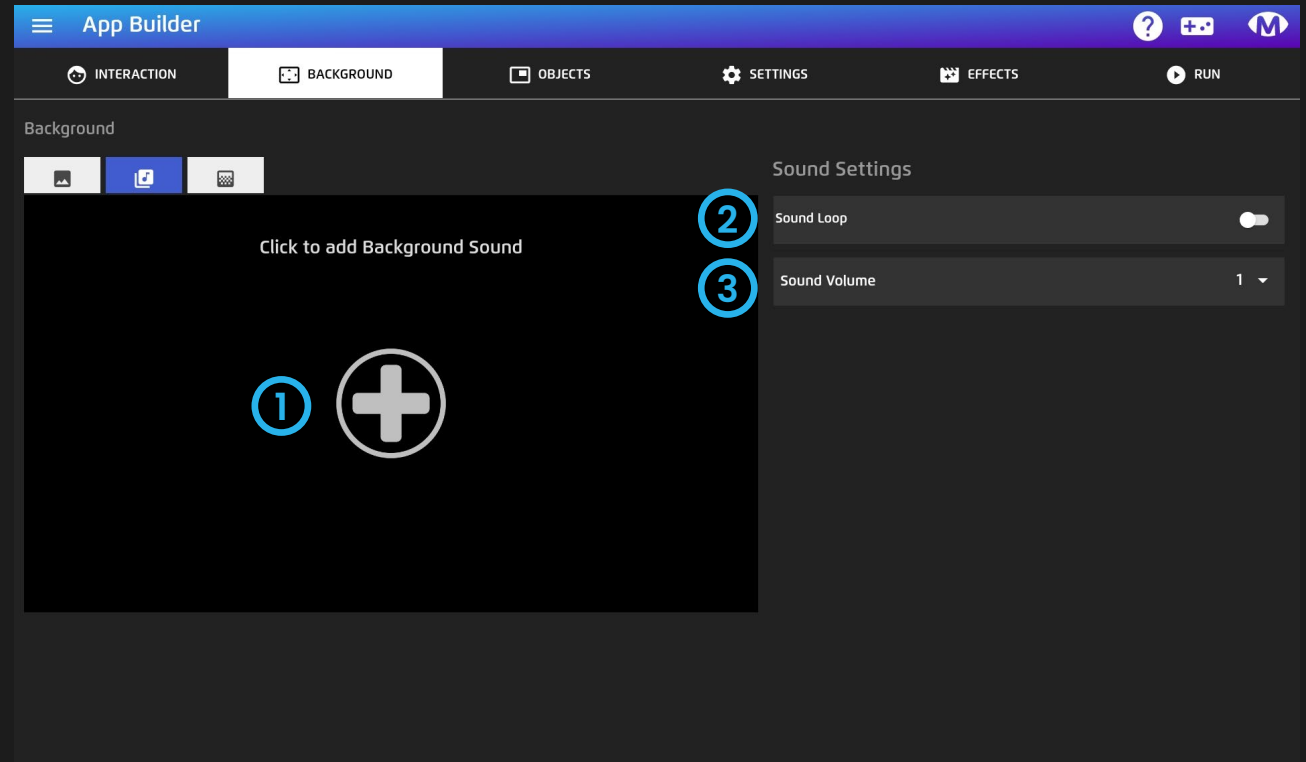 App Builder
?
M
INTERACTION
BACKGROUND
OBJECTS
SETTINGS
EFFECTS
RUN
Background
Sound Settings
2
Sound Loop
Click to add Background Sound
3
Sound Volume
1
1